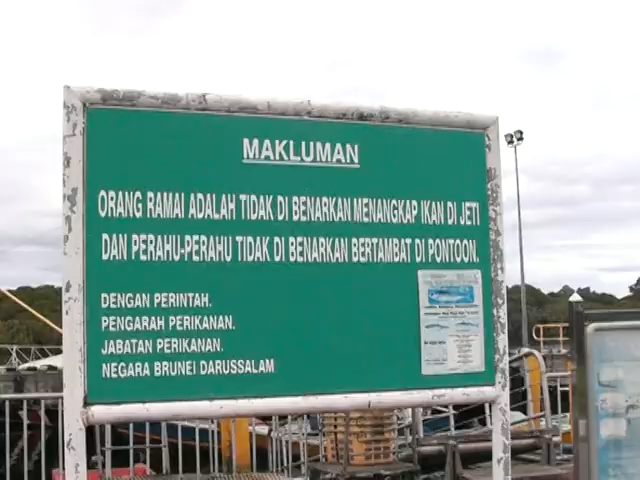 MAKLUMAN
ORANG RAMAI ADALAH TIDAK DI BENARKAN MENANGKAP IKAN DI JETI
DAN PERAHU-PERAHU TIDAK DI BENARKAN BERTAMBAT DI PONTOON.
DENGAN PERINTAH.
PENGARAH PERIKANAN.
JABATAN PERIKANAN.
NEGARA BRUNEI DARUSSALAM